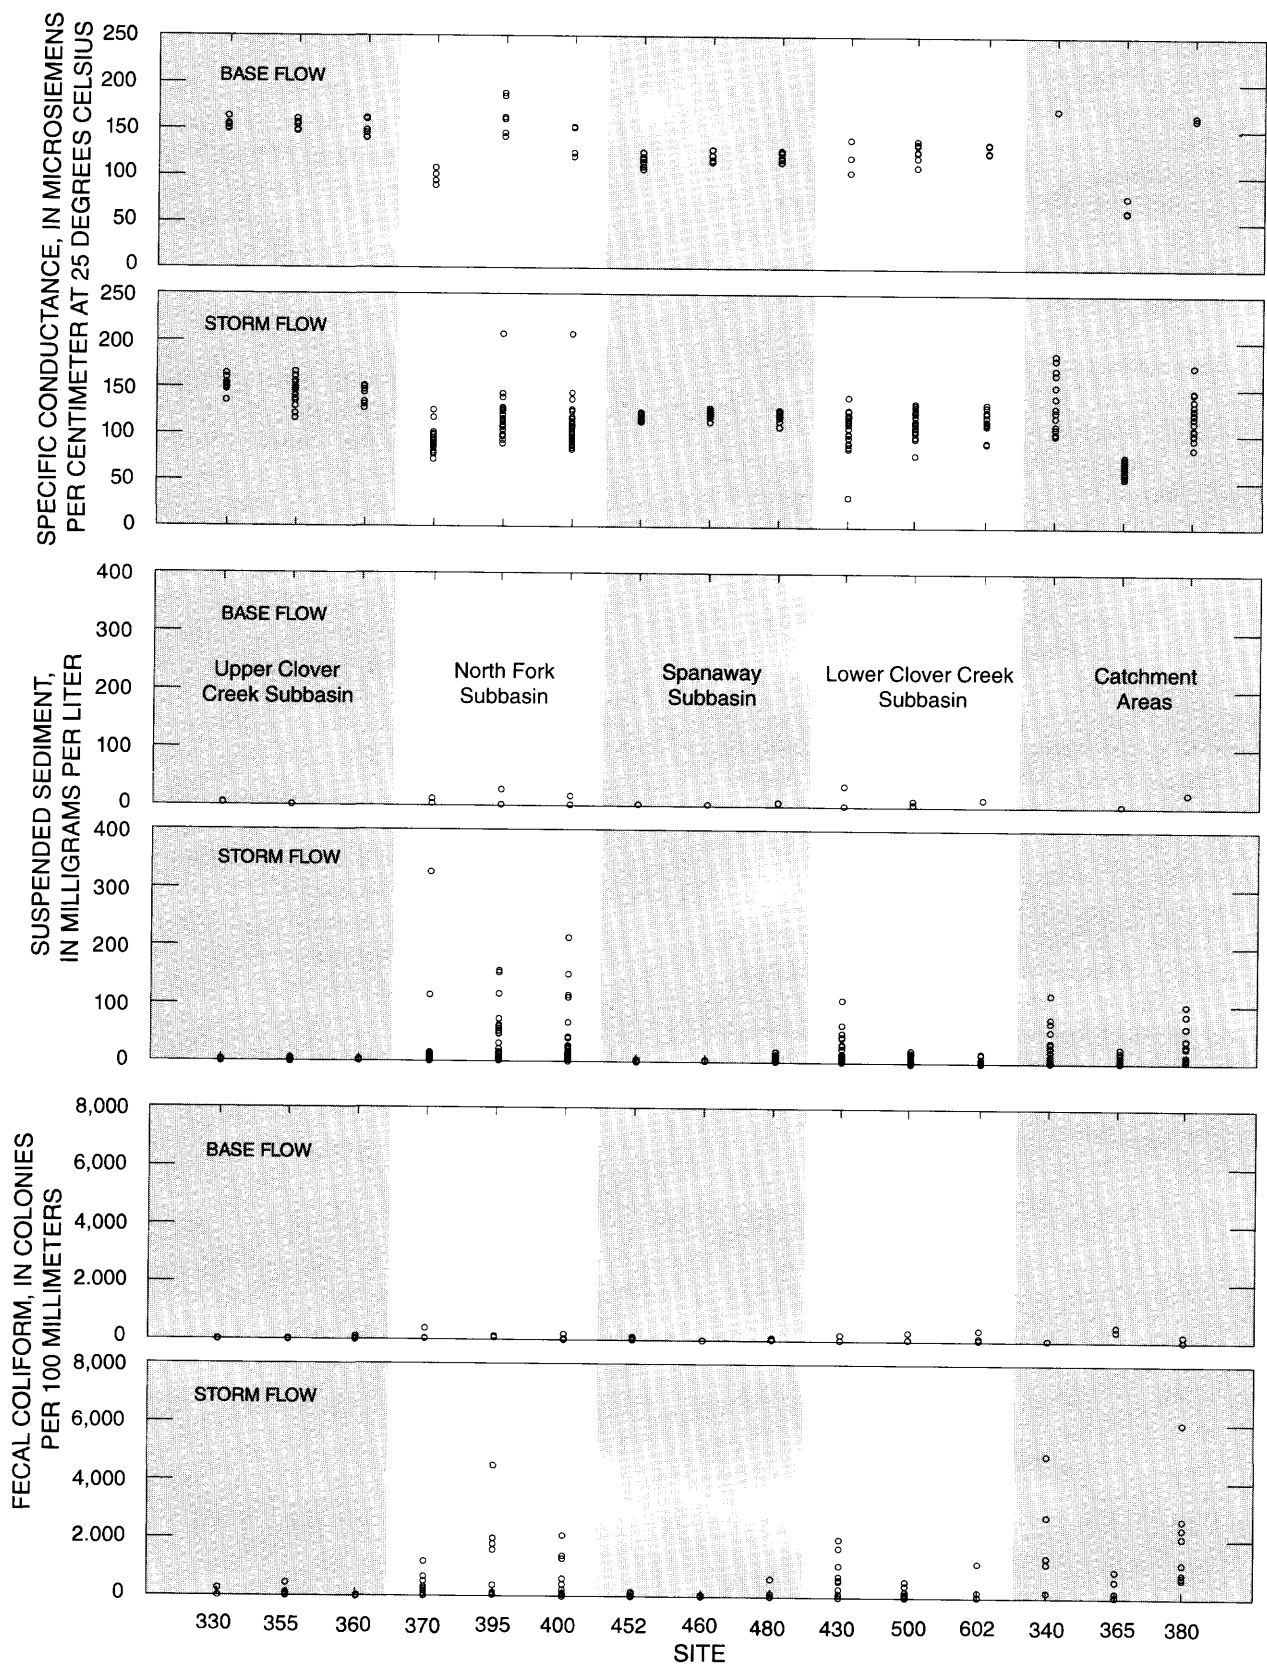 SPECIFIC CONDUCTANCE, IN MICROSIEMENS
PER CENTIMETER AT 25 DEGREES CELSIUS
250
200
150
100
50
0
BASE FLOW
250
200
150
100
50
0
STORM FLOW
SUSPENDED SEDIMENT,
IN MILLIGRAMS PER LITER
400
300
200
100
0
BASE FLOW
Upper Clover
Creek Subbasin
North Fork
Subbasin
Spanaway
Subbasin
Lower Clover Creek
Subbasin
Catchment
Areas
400
300
200
100
0
STORM FLOW
FECAL COLIFORM, IN COLONIES
PER 100 MILLIMETERS
8,000
6,000
4,000
2.000
0
BASE FLOW
8,000
6,000
4,000
2.000
0
STORM FLOW
330 355 360 370 395 400 452 460 480 430 500 602 340 365 380
SITE